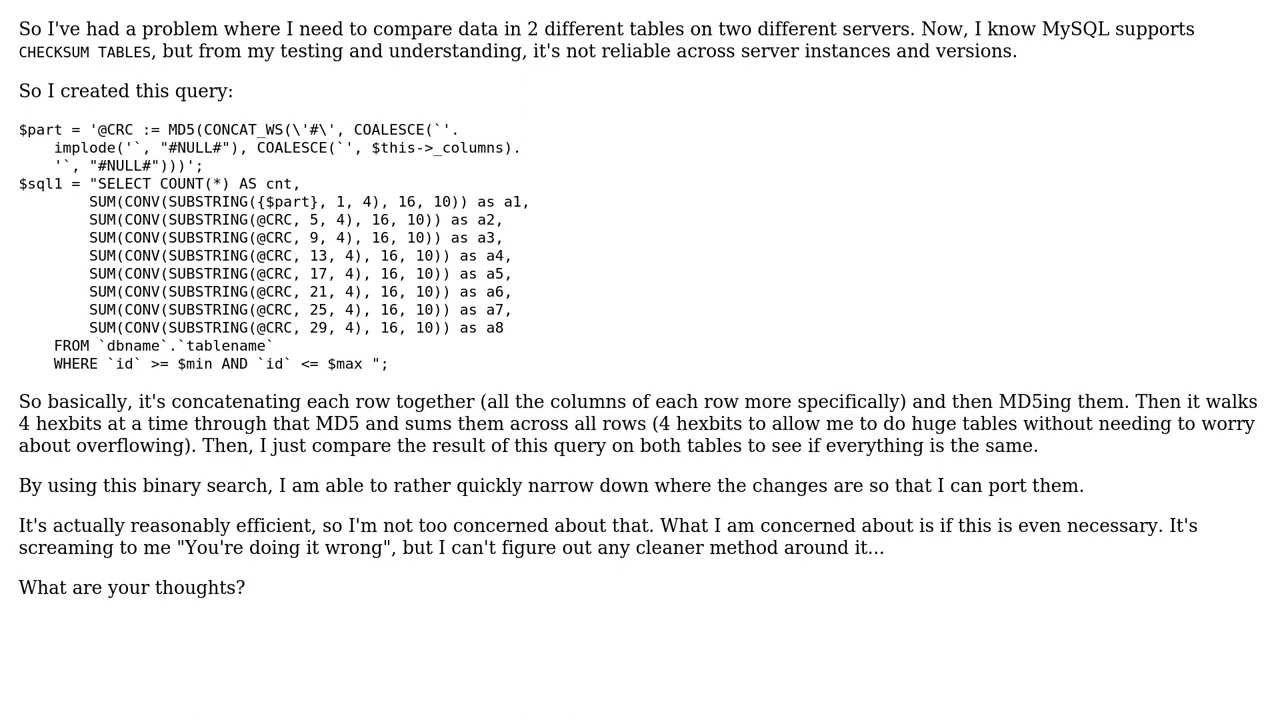 So I've had a problem where I need to compare data in 2 different tables on two different servers. Now, I know MySQL supports
CHECKSUM TABLES, but from my testing and understanding, it's not reliable across server instances and versions.
So I created this query:
$part = '@CRC := MD5(CONCAT_WS(\'#\', COALESCE(`'.
    implode('`, "#NULL#"), COALESCE(`', $this->_columns).
    '`, "#NULL#")))';
$sql1 = "SELECT COUNT(*) AS cnt,
        SUM(CONV(SUBSTRING({$part}, 1, 4), 16, 10)) as a1,
        SUM(CONV(SUBSTRING(@CRC, 5, 4), 16, 10)) as a2,
        SUM(CONV(SUBSTRING(@CRC, 9, 4), 16, 10)) as a3,
        SUM(CONV(SUBSTRING(@CRC, 13, 4), 16, 10)) as a4,
        SUM(CONV(SUBSTRING(@CRC, 17, 4), 16, 10)) as a5,
        SUM(CONV(SUBSTRING(@CRC, 21, 4), 16, 10)) as a6,
        SUM(CONV(SUBSTRING(@CRC, 25, 4), 16, 10)) as a7,
        SUM(CONV(SUBSTRING(@CRC, 29, 4), 16, 10)) as a8
    FROM `dbname`.`tablename`
    WHERE `id` >= $min AND `id` <= $max ";
So basically, it's concatenating each row together (all the columns of each row more specifically) and then MD5ing them. Then it walks
4 hexbits at a time through that MD5 and sums them across all rows (4 hexbits to allow me to do huge tables without needing to worry
about overflowing). Then, I just compare the result of this query on both tables to see if everything is the same.
By using this binary search, I am able to rather quickly narrow down where the changes are so that I can port them.
It's actually reasonably efficient, so I'm not too concerned about that. What I am concerned about is if this is even necessary. It's
screaming to me "You're doing it wrong", but I can't figure out any cleaner method around it...
What are your thoughts?